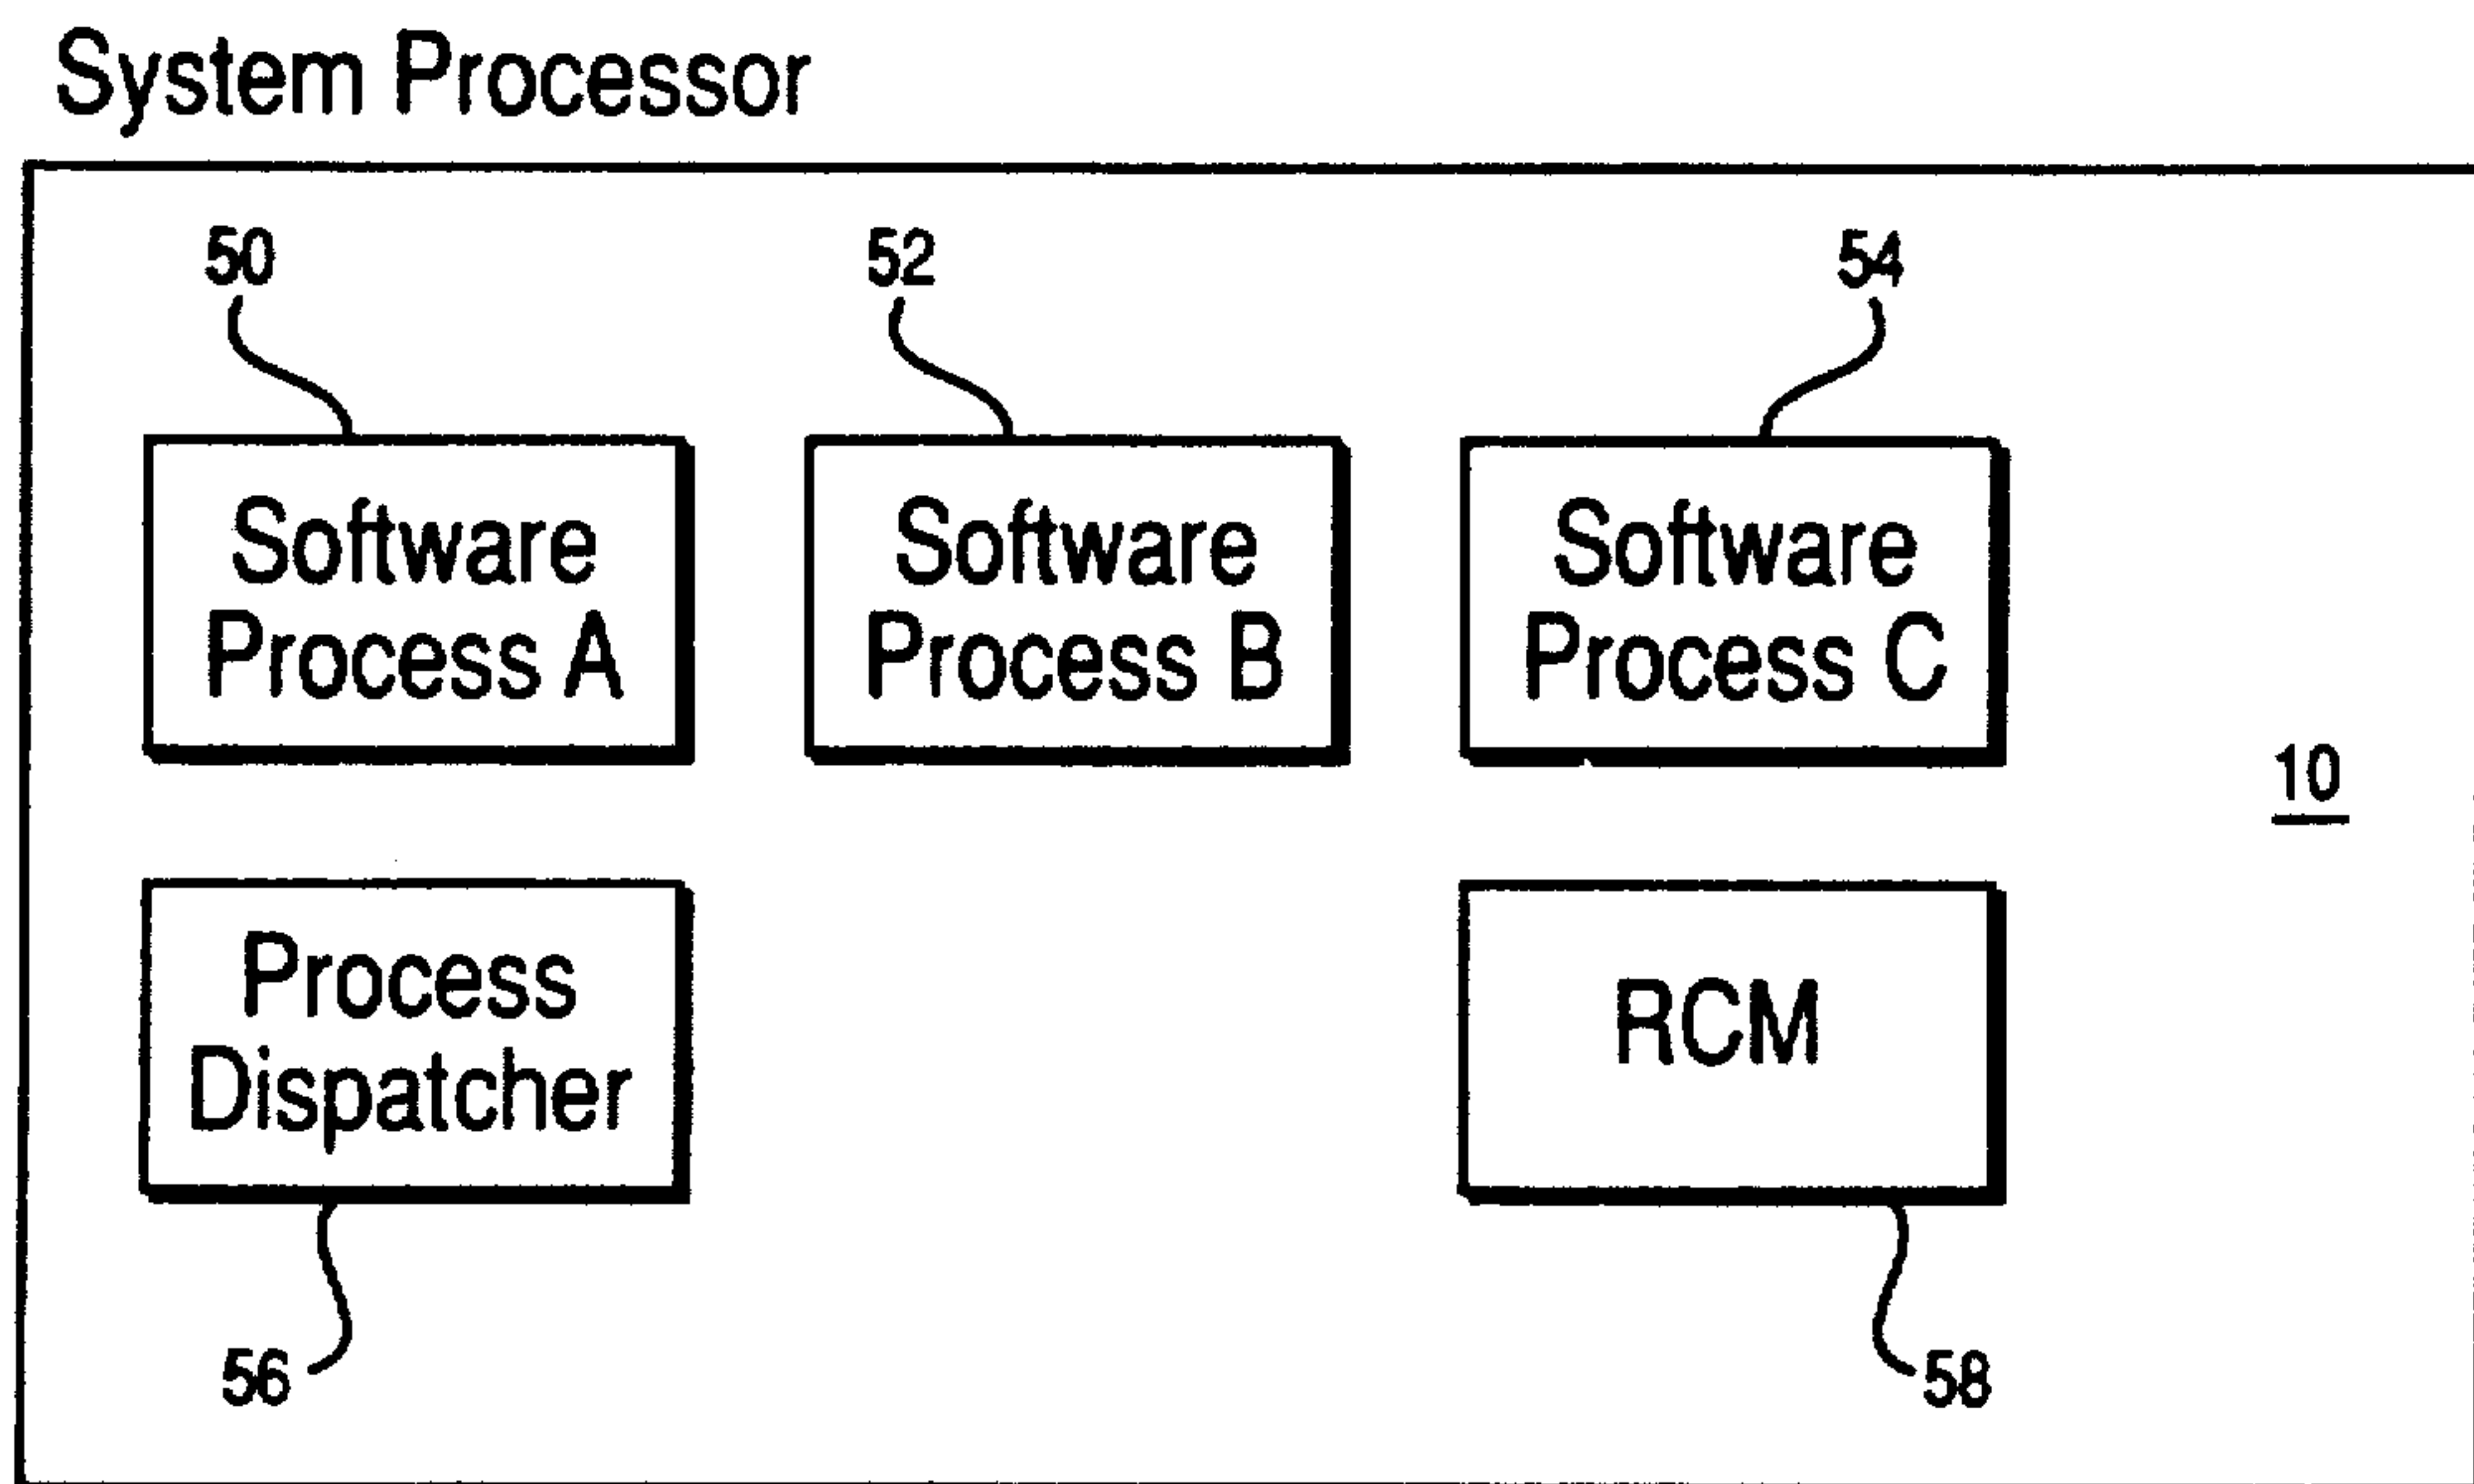 System Processor
50
52
54
Software
Process A
Software
Process B
Software
Process C
10
Process
Dispatcher
RCM
56
58